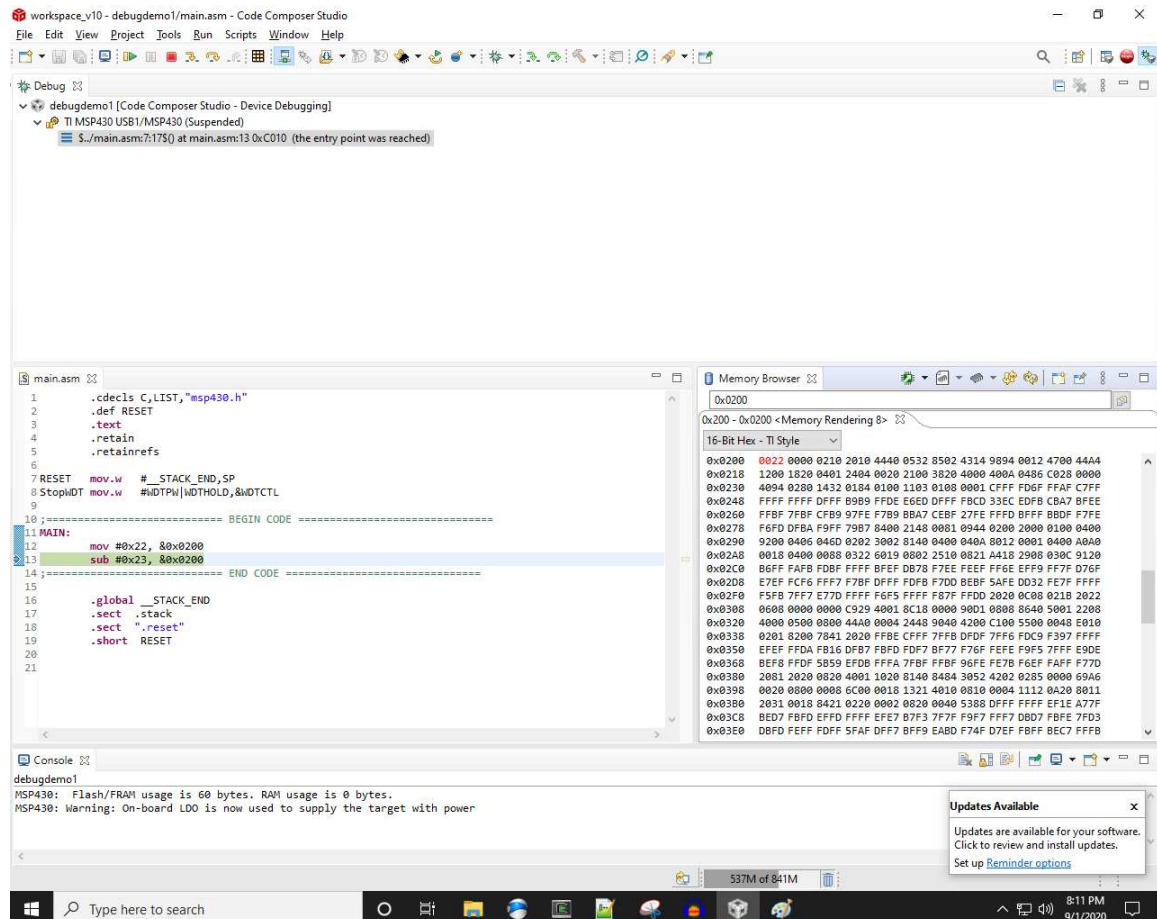 workspace_v10 - debugdemo1/main.asm - Code Composer Studio
File Edit View Project Tools Run Scripts Window Help
Debug
debugdemo1 [Code Composer Studio - Device Debugging]
TI MSP430 USB1/MSP430 (Suspended)
$../main.asm:7:17$() at main.asm:13 0xC010 (the entry point was reached)
main.asm
1 .cdecls C,LIST,"msp430.h"
2 .def RESET
3 .text
4 .retain
5 .retainrefs
6
7 RESET mov.w #__STACK_END,SP
8 StopWDT mov.w #WDTPW|WDTHOLD,&WDTCTL
9
10 ;============================ BEGIN CODE ===============================
11 MAIN:
12 mov #0x22, &0x0200
13 sub #0x23, &0x0200
14 ;============================ END CODE ===============================
15
16 .global __STACK_END
17 .sect .stack
18 .sect ".reset"
19 .short RESET
20
21
Memory Browser
0x0200
0x200 - 0x0200 <Memory Rendering 8>
16-Bit Hex - TI Style
0x0200 0022 0000 0210 2010 4440 0532 8502 4314 9894 0012 4700 44A4
0x0218 1200 1820 0401 2404 0020 2100 3820 4000 400A 0486 C028 0000
0x0230 4094 0280 1432 0184 0100 1103 0108 0001 CFFF FD6F FFAF C7FF
0x0248 FFFF FFFF DFFF B9B9 FFDE E6ED DFFF FBCD 33EC EDFB CBA7 BFEE
0x0260 FFBF 7FBF CFB9 97FE F7B9 BBA7 CEBF 27FE FFFD BFFF BBDF F7FE
0x0278 F6FD DFBA F9FF 79B7 8400 2148 0081 0944 0200 2000 0100 0400
0x0290 9200 0406 046D 0202 3002 8140 0400 040A 8012 0001 0400 A0A0
0x02A8 0018 0400 0088 0322 6019 0802 2510 0821 A418 2908 030C 9120
0x02C0 B6FF FAFB FDBF FFFF BFEF DB78 F7EE FEEF FF6E EFF9 FF7F D76F
0x02D8 E7EF FCF6 FFF7 F7BF DFFF FDFB F7DD BEBF 5AFE DD32 FE7F FFFF
0x02F0 F5FB 7FF7 E77D FFFF F6F5 FFFF F87F FFDD 2020 0C08 021B 2022
0x0308 0608 0000 0000 C929 4001 8C18 0000 90D1 0808 8640 5001 2208
0x0320 4000 0500 0800 44A0 0004 2448 9040 4200 C100 5500 0048 E010
0x0338 0201 8200 7841 2020 FFBE CFFF 7FFB DFDF 7FF6 FDC9 F397 FFFF
0x0350 EFEF FFDA FB16 DFB7 FBFD FDF7 BF77 F76F FEFE F9F5 7FFF E9DE
0x0368 BEF8 FFDF 5B59 EFDB FFFA 7FBF FFBF 96FE FE7B F6EF FAFF F77D
0x0380 2081 2020 0820 4001 1020 8140 8484 3052 4202 0285 0000 69A6
0x0398 0020 0800 0008 6C00 0018 1321 4010 0810 0004 1112 0A20 8011
0x03B0 2031 0018 8421 0220 0002 0820 0040 5388 DFFF FFFF EF1E A77F
0x03C8 BED7 FBFD EFFD FFFF EFE7 B7F3 7F7F F9F7 FFF7 DBD7 FBFE 7FD3
0x03E0 DBFD FEFF FDFF 5FAF DFF7 BFF9 EABD F74F D7EF FBFF BEC7 FFFB
Console
debugdemo1
MSP430: Flash/FRAM usage is 60 bytes. RAM usage is 0 bytes.
MSP430: Warning: On-board LDO is now used to supply the target with power
Updates Available x
Updates are available for your software.
Click to review and install updates.
Set up Reminder options
537M of 841M
Type here to search
8:11 PM
9/1/2020